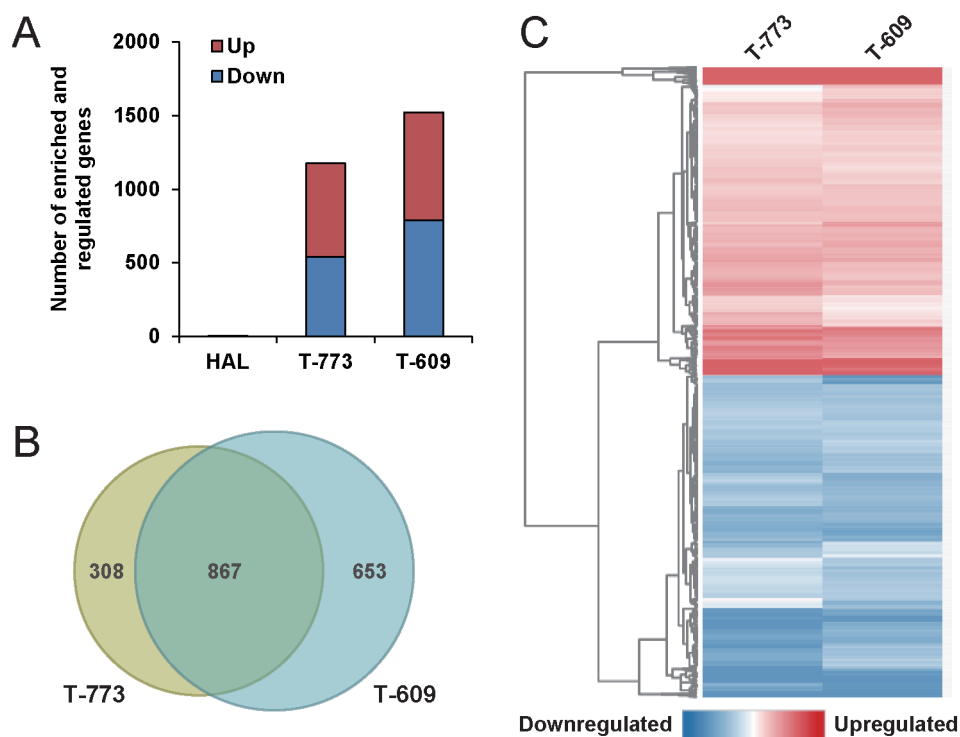 A
Number of enriched and
regulated genes
2000
1500
1000
500
0
Up
Down
HAL
T-773
T-609
B
308
867
653
T-773
T-609
C
T-773
T-609
Downregulated
Upregulated